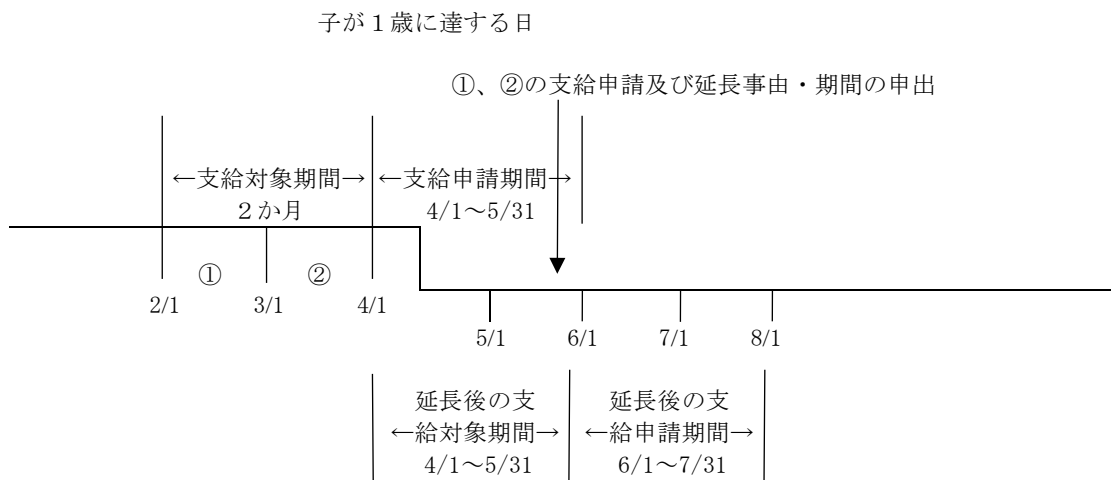 子が１歳に達する日
①、②の支給申請及び延長事由・期間の申出
←支給対象期間→
２か月
←支給申請期間→
4/1～5/31
①
②
2/1
3/1
4/1
5/1
6/1
7/1
8/1
延長後の支
←給対象期間→
4/1～5/31
延長後の支
←給申請期間→
6/1～7/31